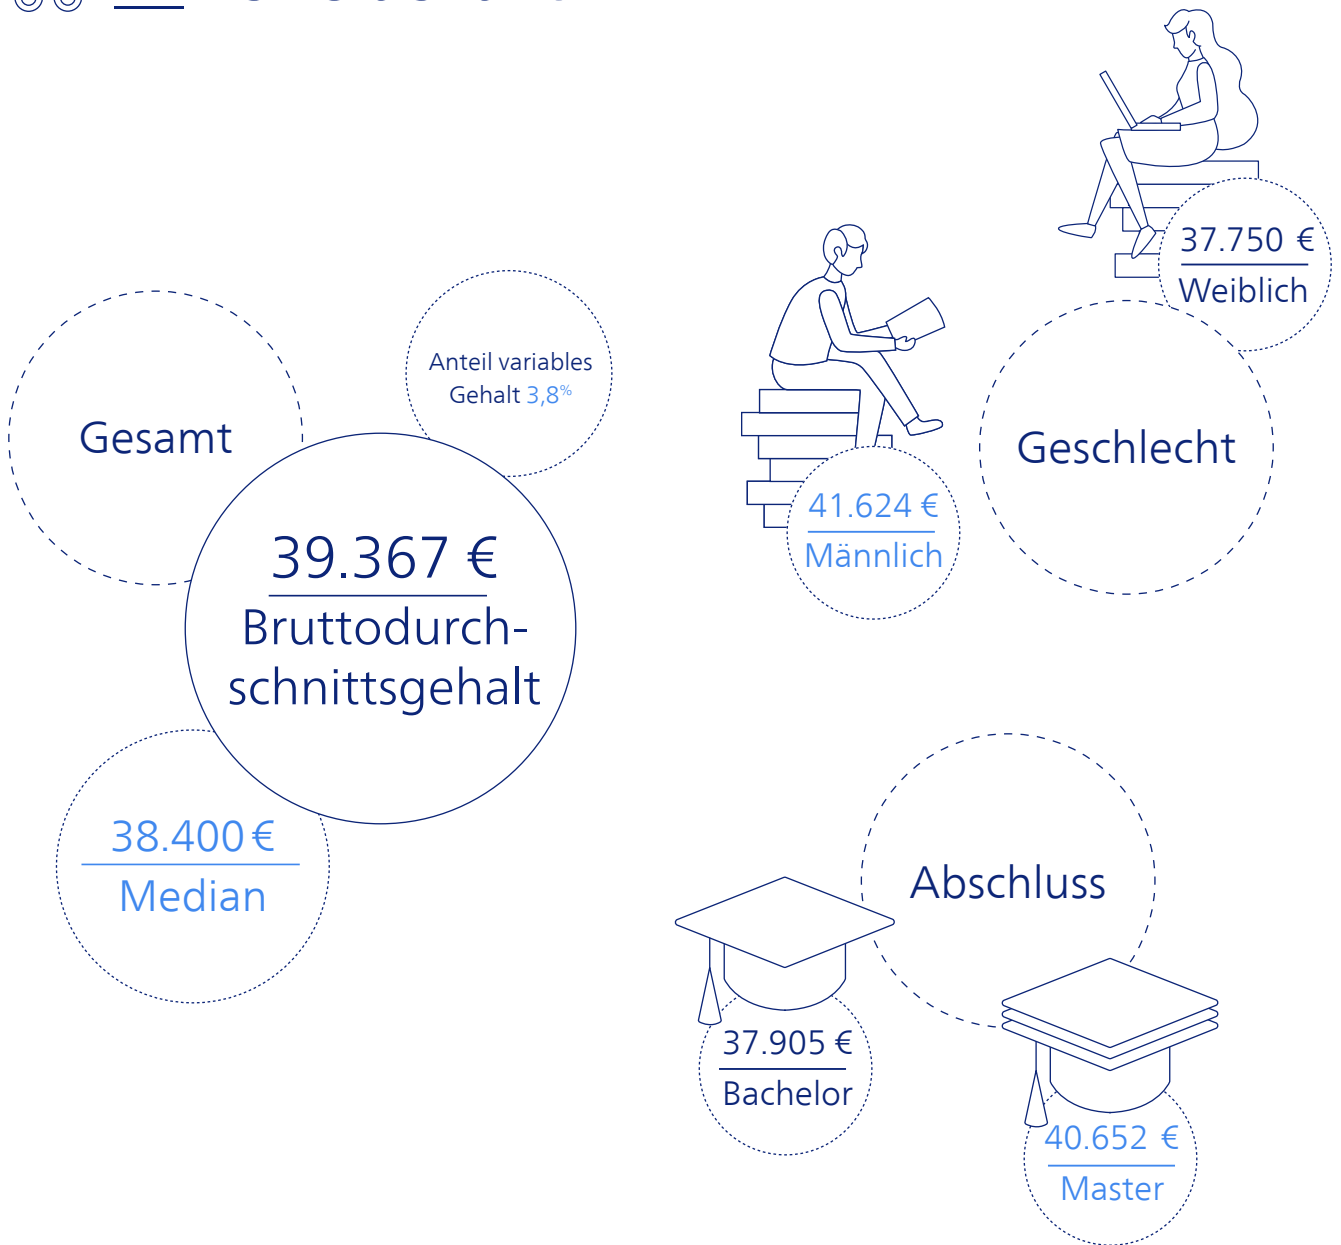 Gesamt
Anteil variables
Gehalt 3,8%
39.367 €
Bruttodurch-
schnittsgehalt
38.400 €
Median
37.750 €
Weiblich
Geschlecht
41.624 €
Männlich
Abschluss
37.905 €
Bachelor
40.652 €
Master